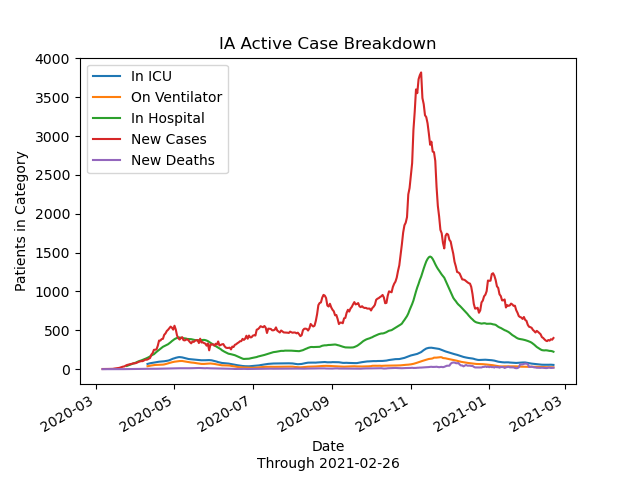 IA Active Case Breakdown
In ICU
On Ventilator
In Hospital
New Cases
New Deaths
Patients in Category
4000
3500
3000
2500
2000
1500
1000
500
0
2020-03
2020-05
2020-07
2020-09
2020-11
2021-01
2021-03
Date
Through 2021-02-26